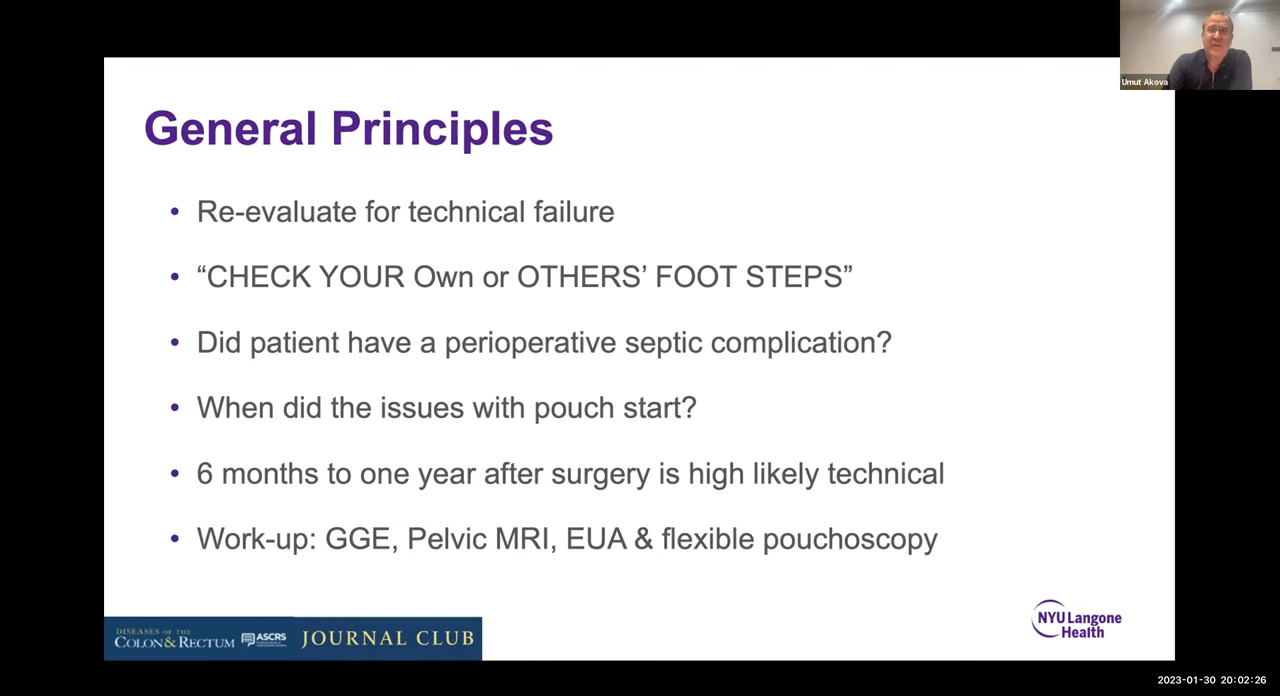 Umut Akova
General Principles
• Re-evaluate for technical failure
• “CHECK YOUR Own or OTHERS’ FOOT STEPS”
• Did patient have a perioperative septic complication?
• When did the issues with pouch start?
• 6 months to one year after surgery is high likely technical
• Work-up: GGE, Pelvic MRI, EUA & flexible pouchoscopy
DISEASES OF THE
COLON & RECTUM
ASCRS
JOURNAL CLUB
NYU Langone
Health
2023-01-30 20:02:26